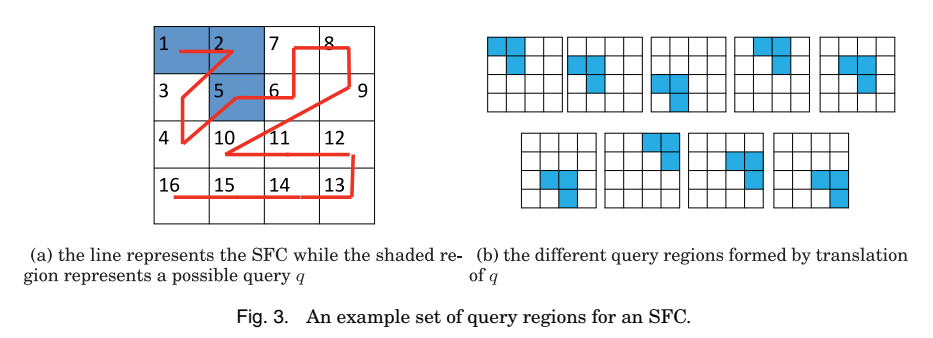 1 2 7 8
3 5 6 9
4 10 11 12
16 15 14 13
(a) the line represents the SFC while the shaded re-
gion represents a possible query q
(b) the different query regions formed by translation
of q
Fig. 3. An example set of query regions for an SFC.